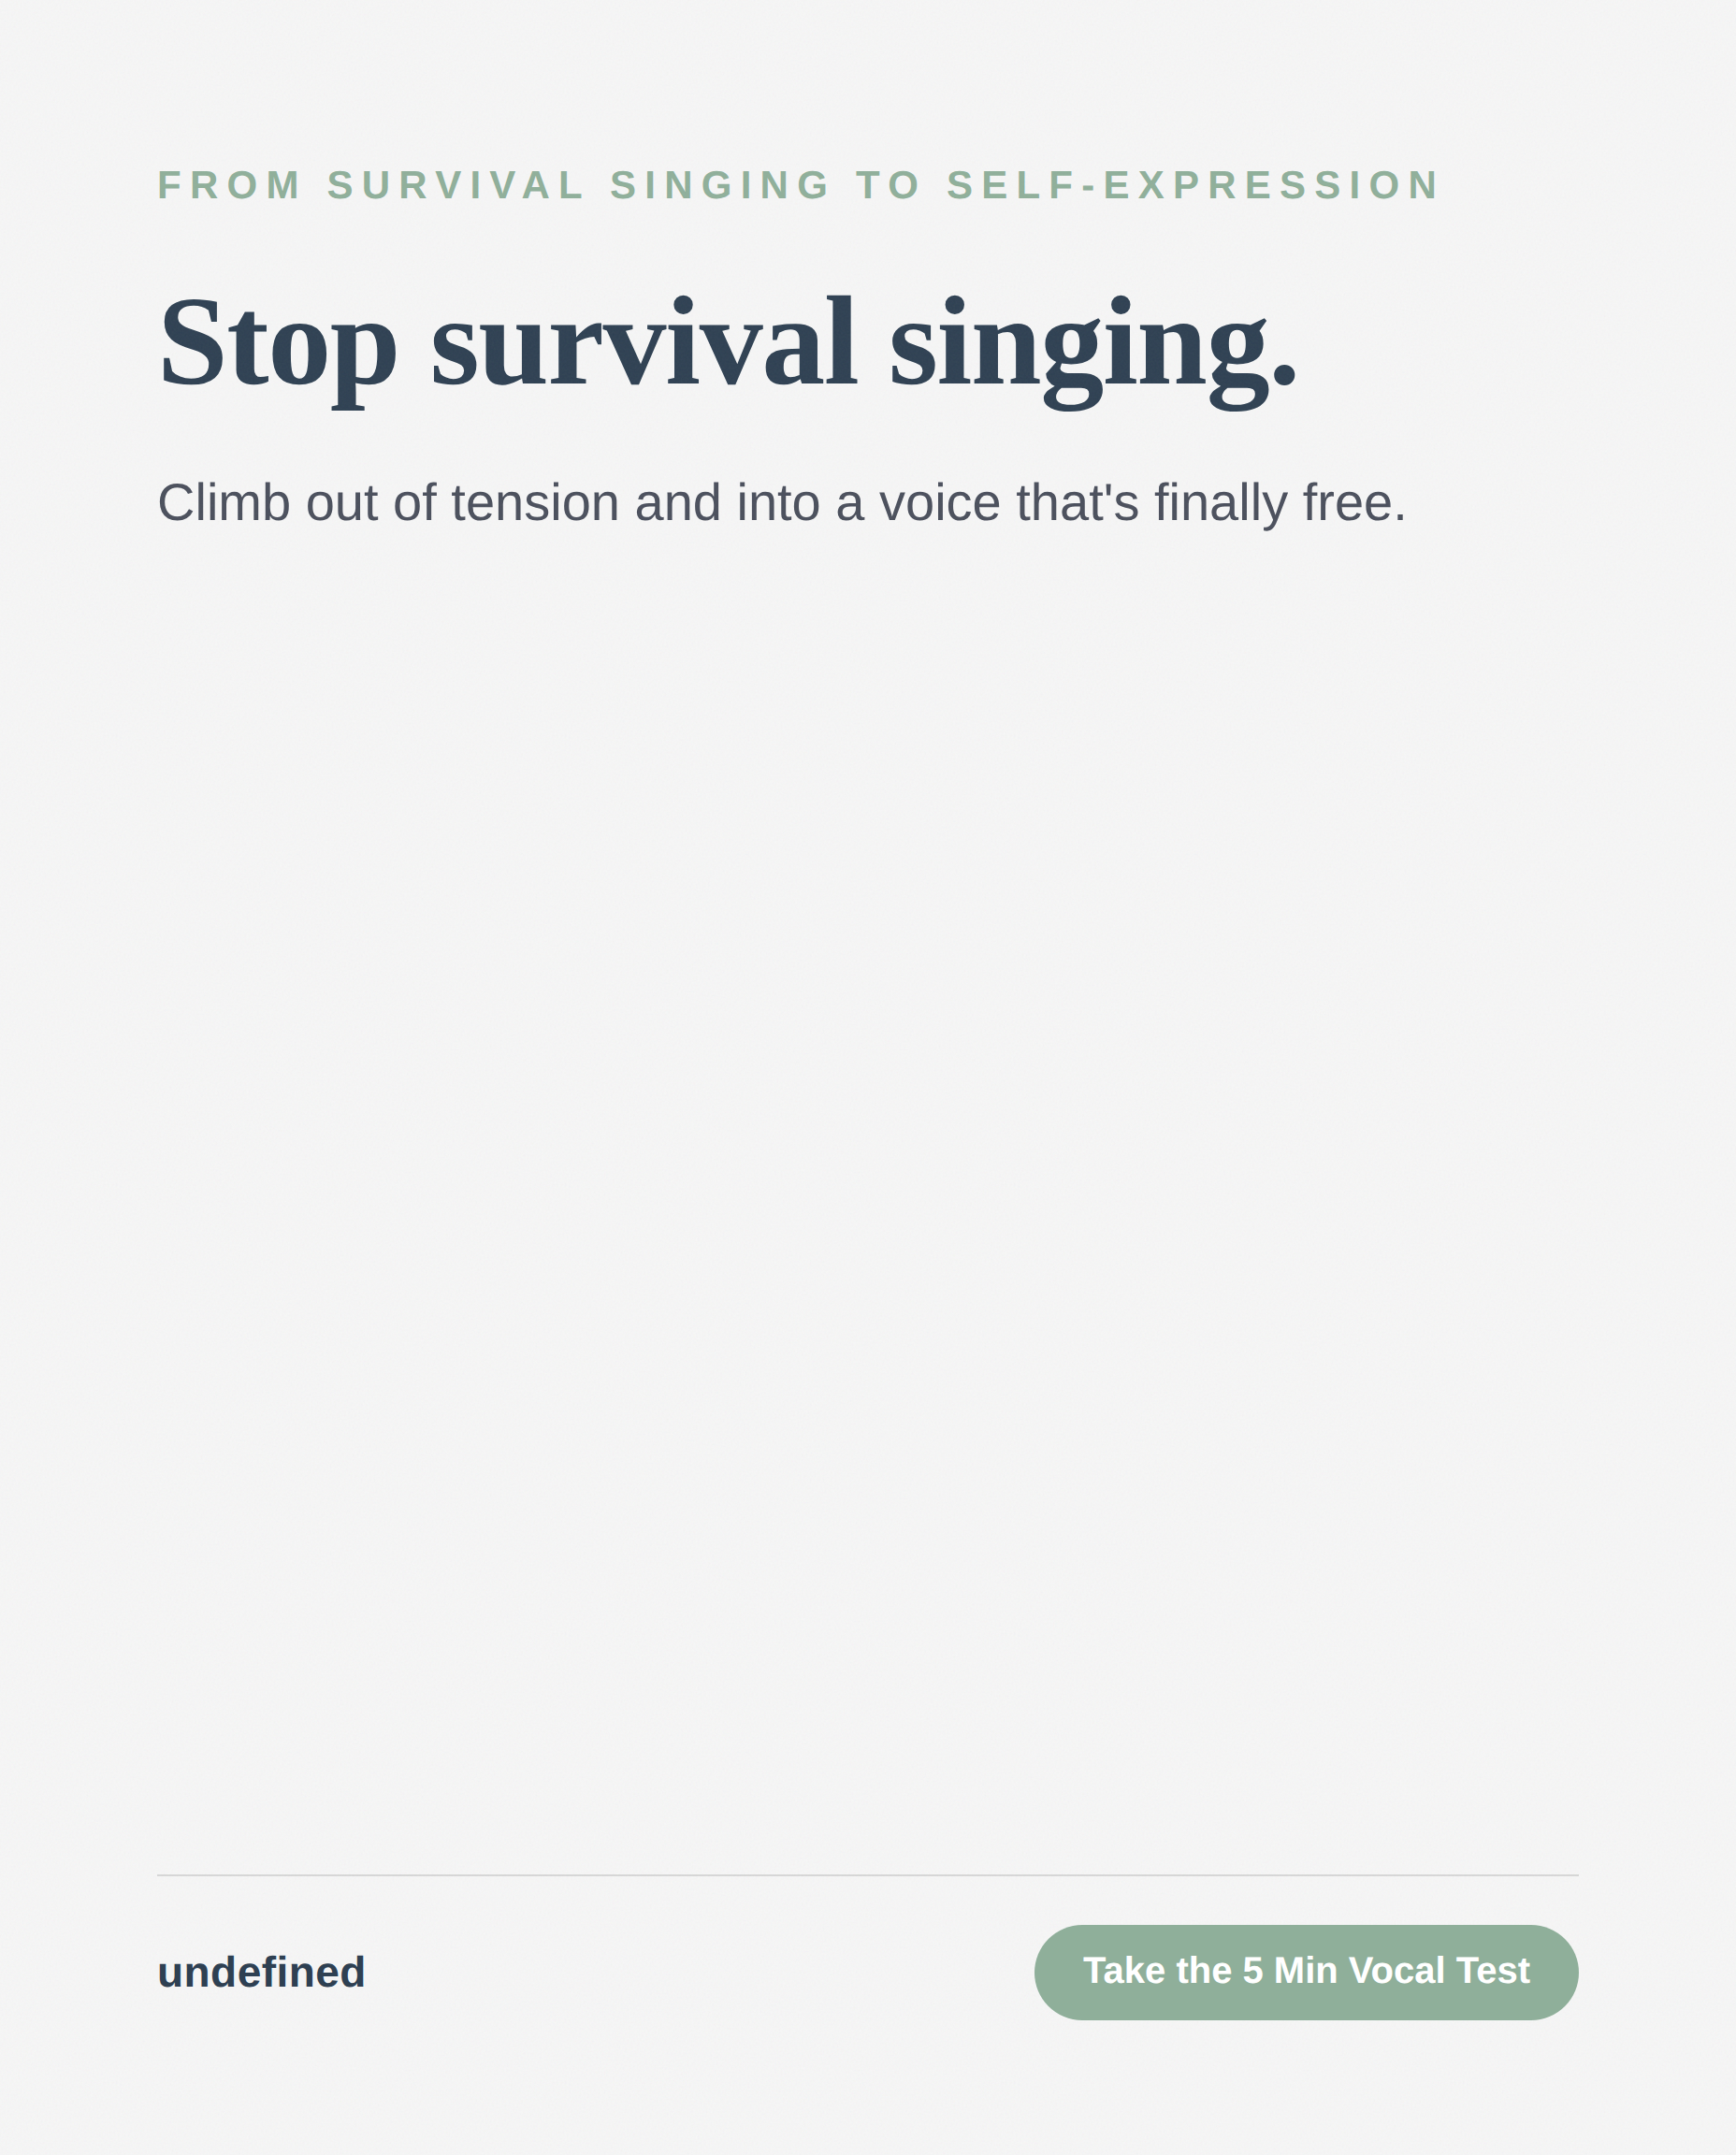 FROM SURVIVAL SINGING TO SELF-EXPRESSION
Stop survival singing.
Climb out of tension and into a voice that's finally free.
undefined
Take the 5 Min Vocal Test